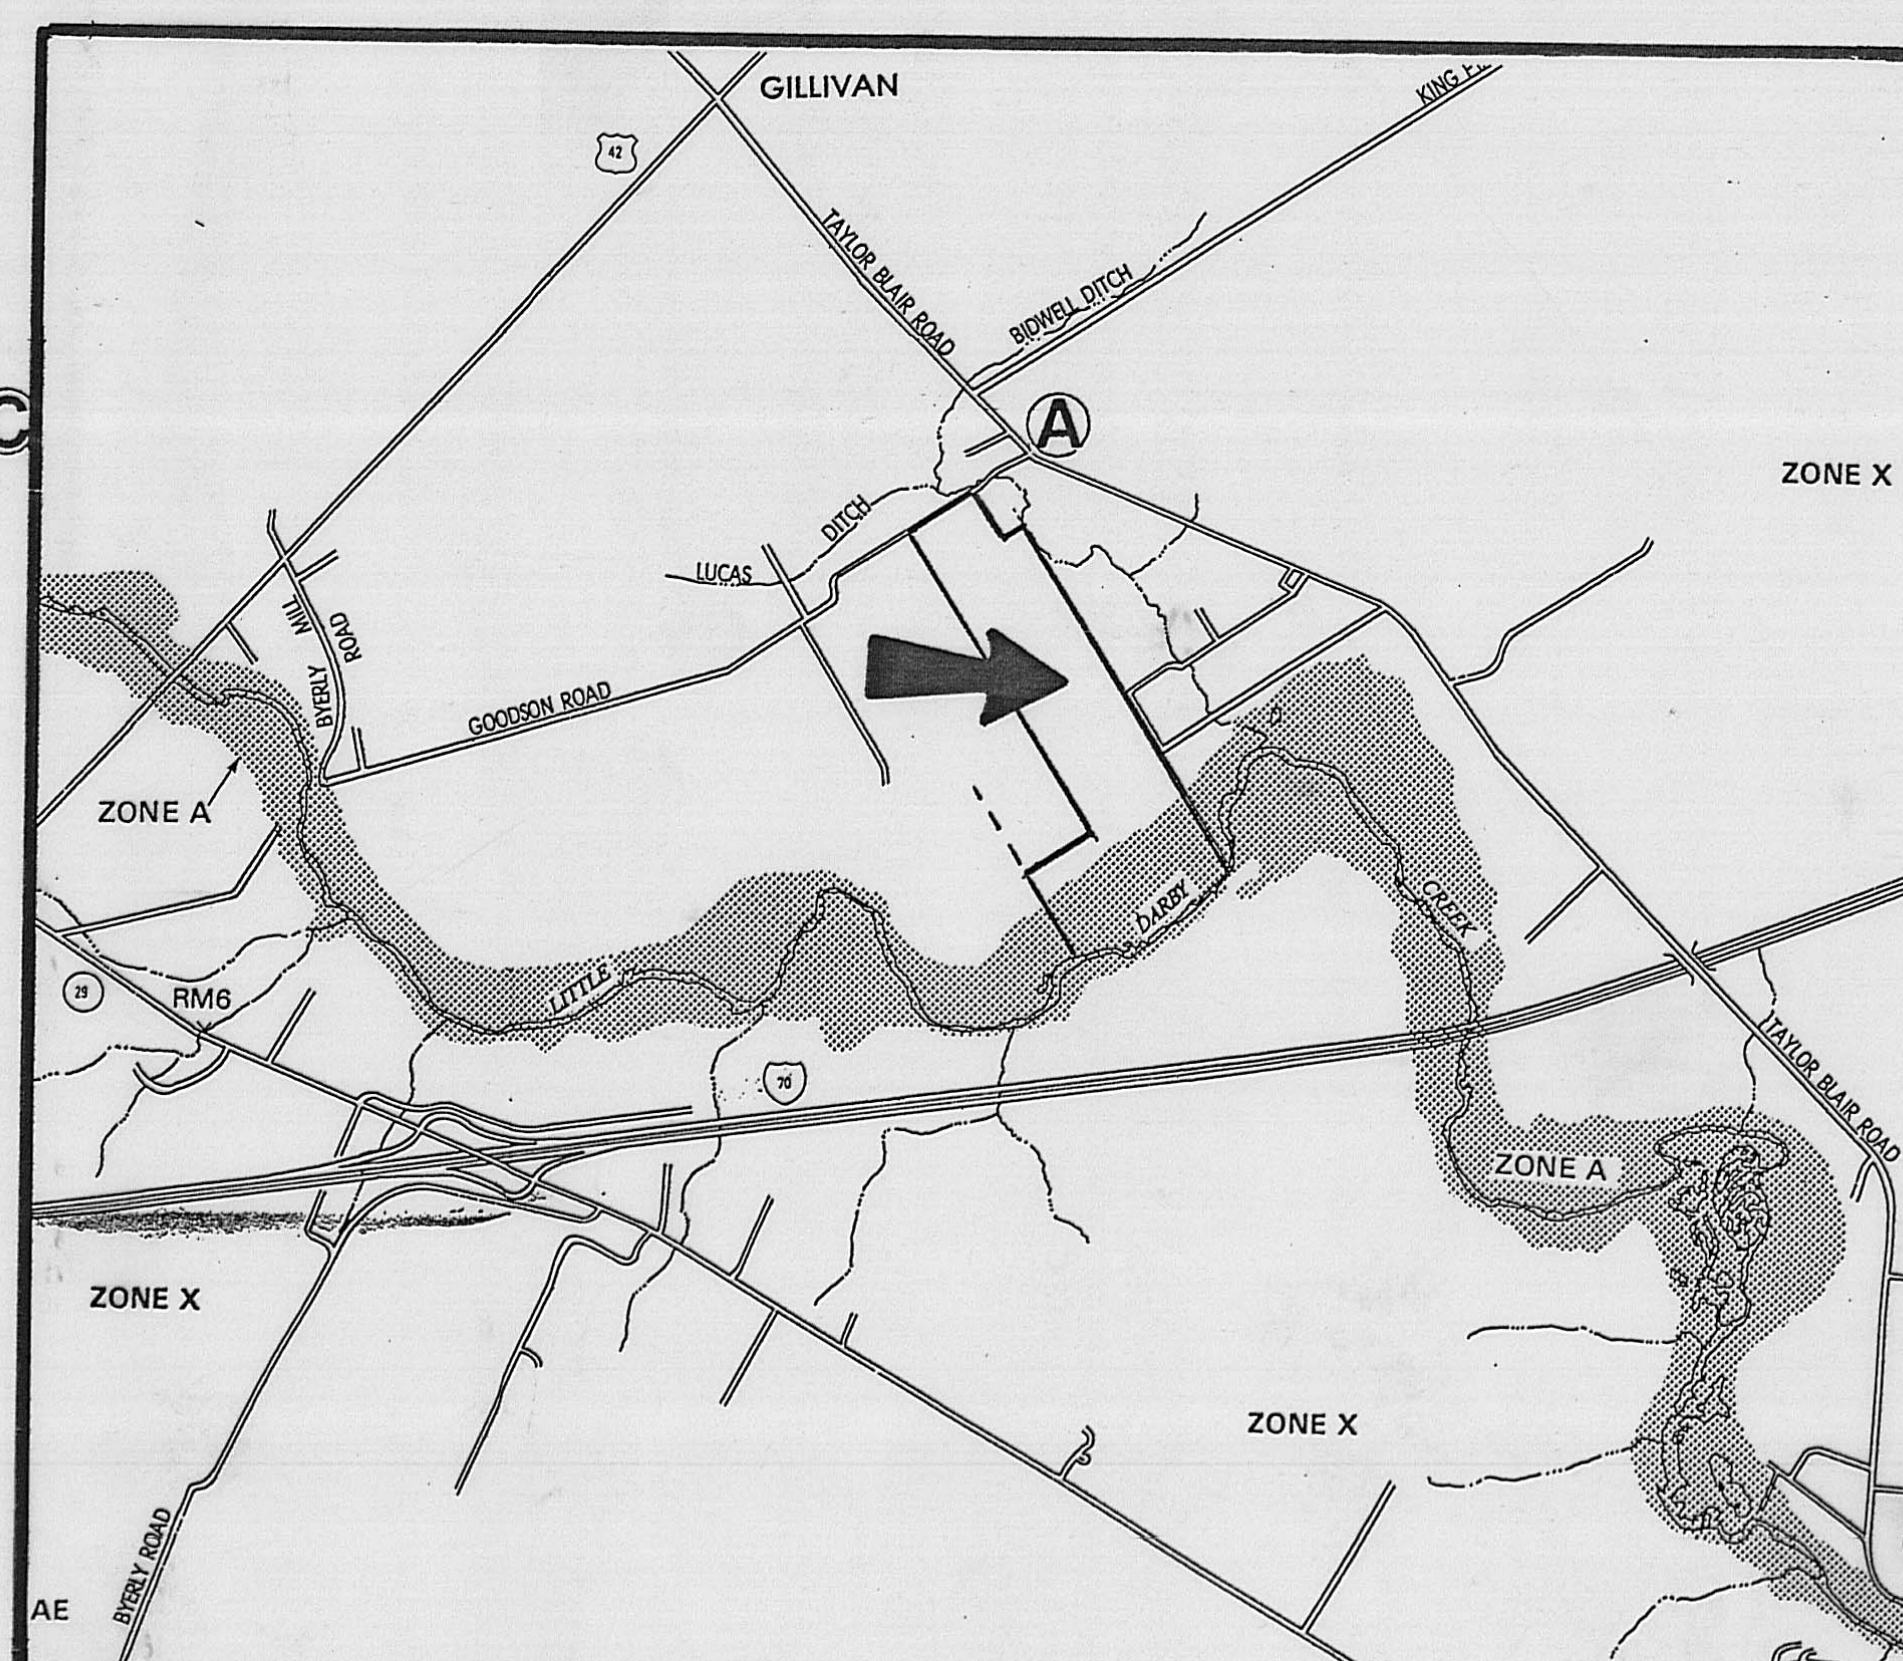 GILLIVAN
42
KING
TAYLOR BLAIR ROAD
BIDWELL DITCH
C
A
ZONE X
LUCAS DITCH
BYERLY MILL ROAD
GOODSON ROAD
ZONE A
LITTLE DARBY CREEK
29
RM6
70
TAYLOR BLAIR ROAD
ZONE A
ZONE X
ZONE X
BYERLY ROAD
AE